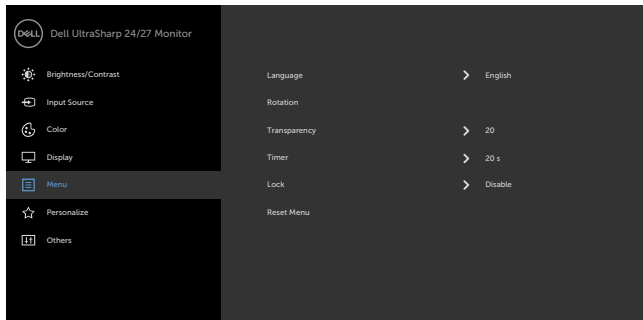 DELL
Dell UltraSharp 24/27 Monitor
Brightness/Contrast
Input Source
Color
Display
Menu
Personalize
Others
Language English
Rotation
Transparency 20
Timer 20 s
Lock Disable
Reset Menu